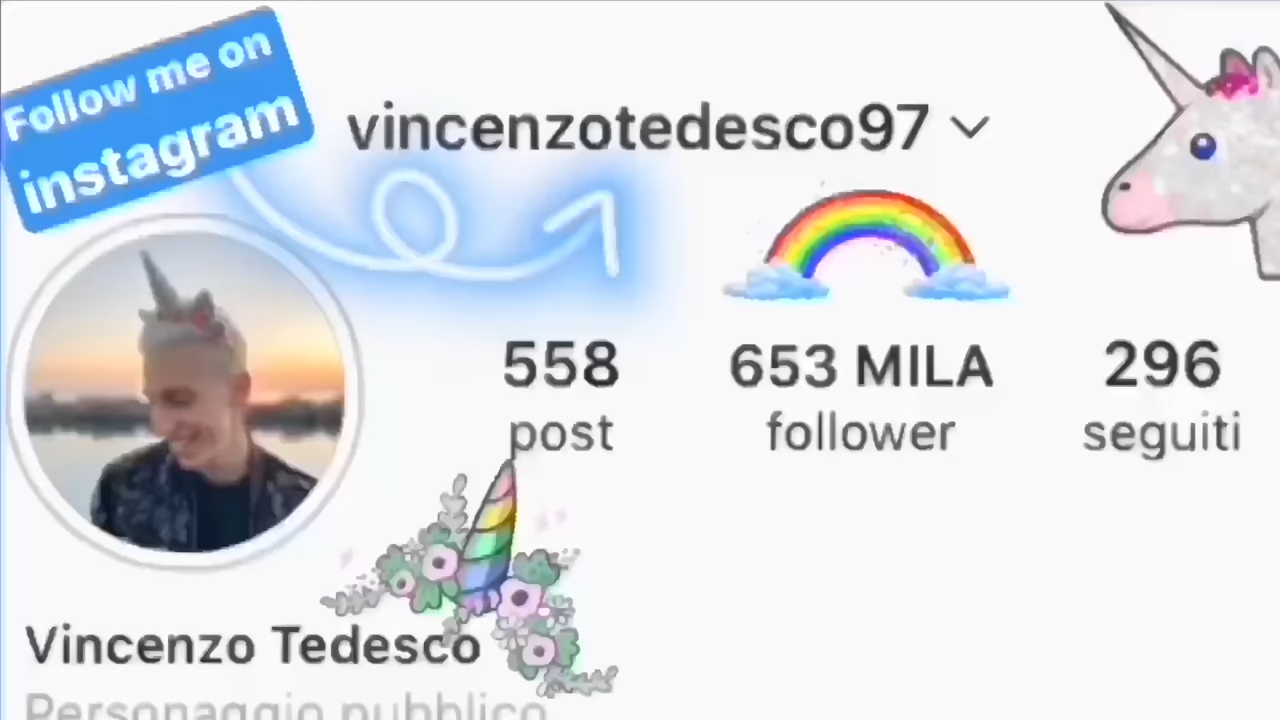 Follow me on
instagram
vincenzotedesco97
558
653 MILA
296
post
follower
seguiti
Vincenzo Tedesco
Personaggio pubblico